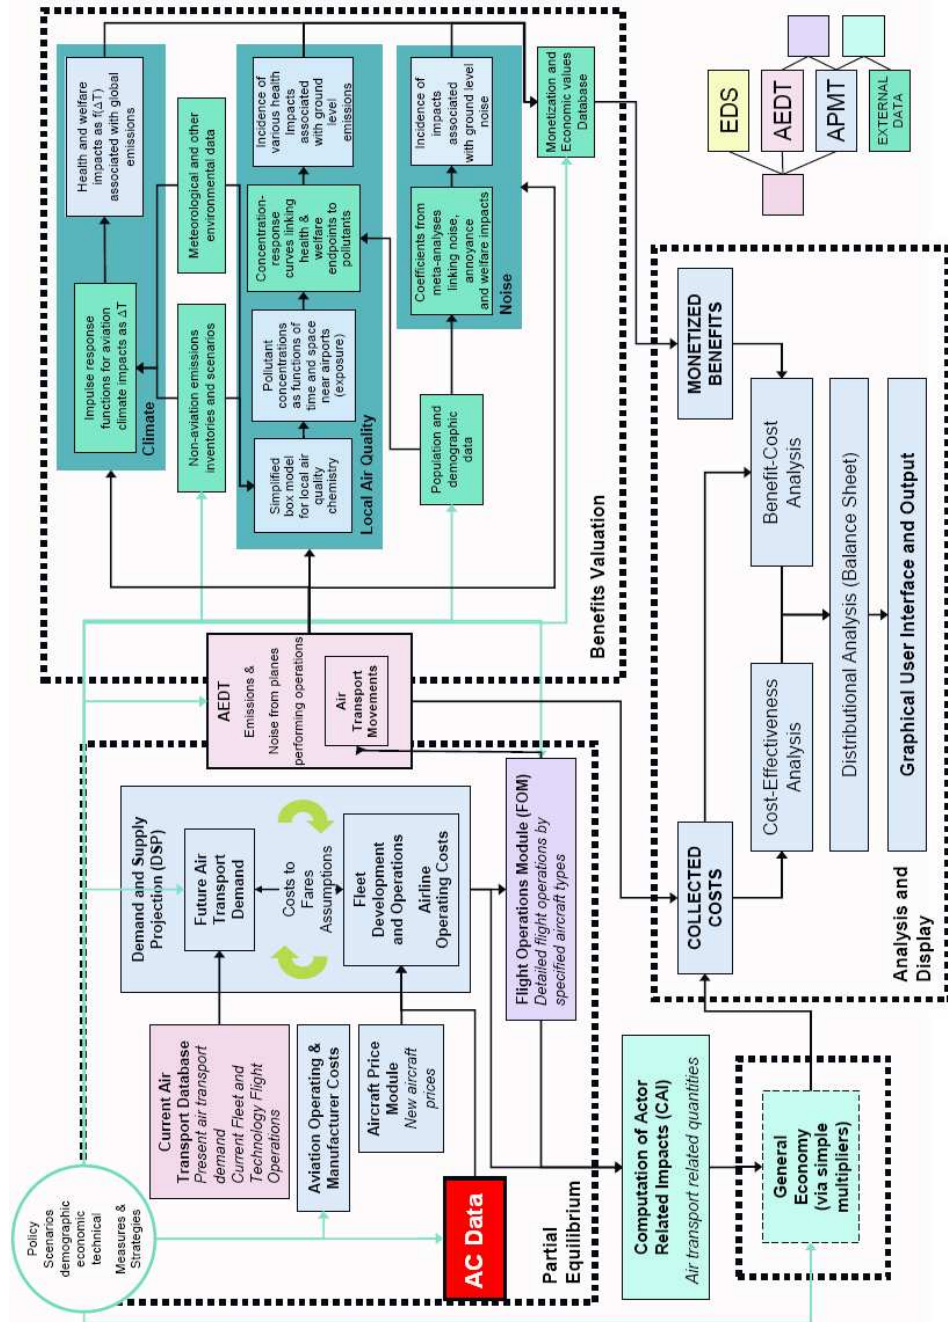 Policy
Scenarios
demographic
economic
technical
Measures &
Strategies
Current Air
Transport Database
Present air transport
demand
Current Fleet and
Technology Flight
Operations
Aviation Operating &
Manufacturer Costs
Aircraft Price
Module
New aircraft
prices
AC Data
Partial
Equilibrium
Demand and Supply
Projection (DSP)
Future Air
Transport
Demand
Costs to
Fares
Assumptions
Fleet
Development
and Operations
Airline
Operating Costs
Flight Operations Module (FOM)
Detailed flight operations by
specified aircraft types
AEDT
Emissions &
Noise from planes
performing operations
Air
Transport
Movements
Computation of Actor
Related Impacts (CAI)
Air transport related quantities
General
Economy
(via simple
multipliers)
Benefits Valuation
Climate
Impulse response
functions for aviation
climate impacts as ΔT
Health and welfare
impacts as f(ΔT)
associated with global
emissions
Non-aviation emissions
inventories and scenarios
Meteorological and other
environmental data
Local Air Quality
Simplified
box model
for local air
quality
chemistry
Pollutant
concentrations
as functions of
time and space
near airports
(exposure)
Concentration-
response
curves linking
health &
welfare
endpoints to
pollutants
Incidence of
various health
Impacts
associated
with ground
level
emissions
Population and
demographic
data
Noise
Coefficients from
meta-analyses
linking noise,
annoyance
and welfare impacts
Incidence of
impacts
associated
with ground level
noise
Monetization and
Economic values
Database
Analysis and
Display
COLLECTED
COSTS
MONETIZED
BENEFITS
Cost-Effectiveness
Analysis
Benefit-Cost
Analysis
Distributional Analysis (Balance Sheet)
Graphical User Interface and Output
EDS
AEDT
APMT
EXTERNAL
DATA